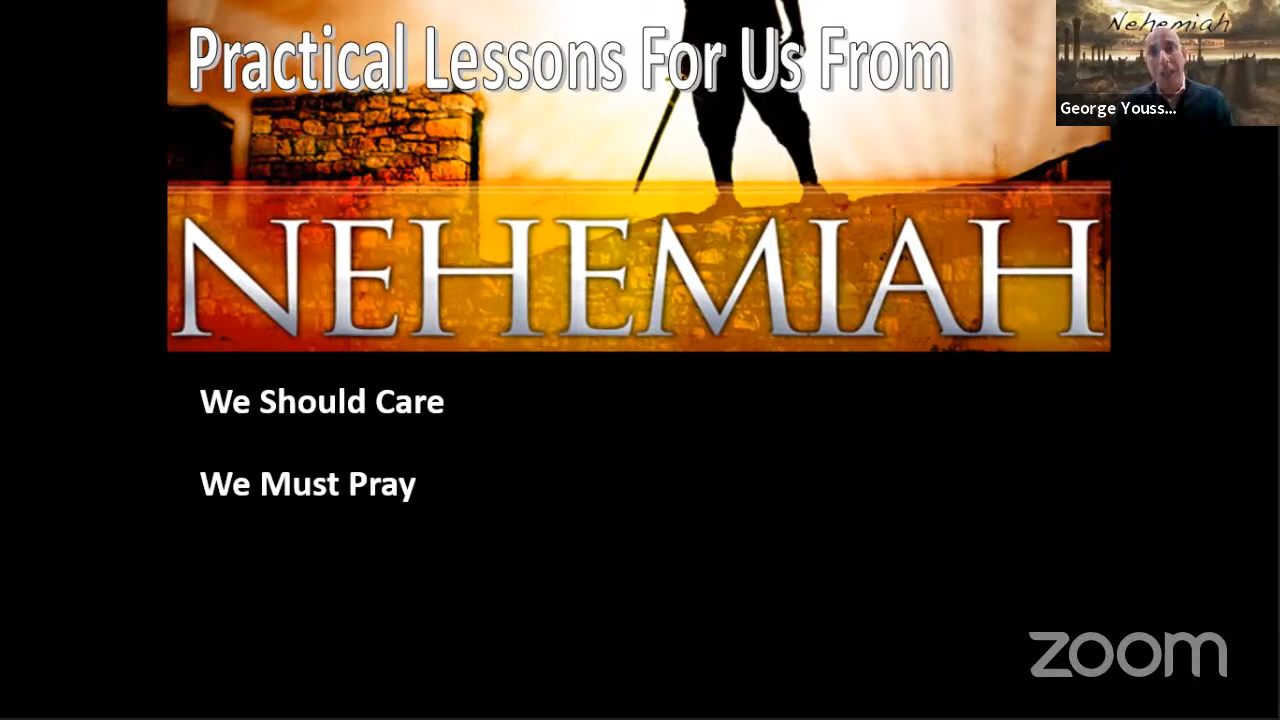 Practical Lessons For Us From
Nehemiah
George Youss...
NEHEMIAH
We Should Care
We Must Pray
zoom